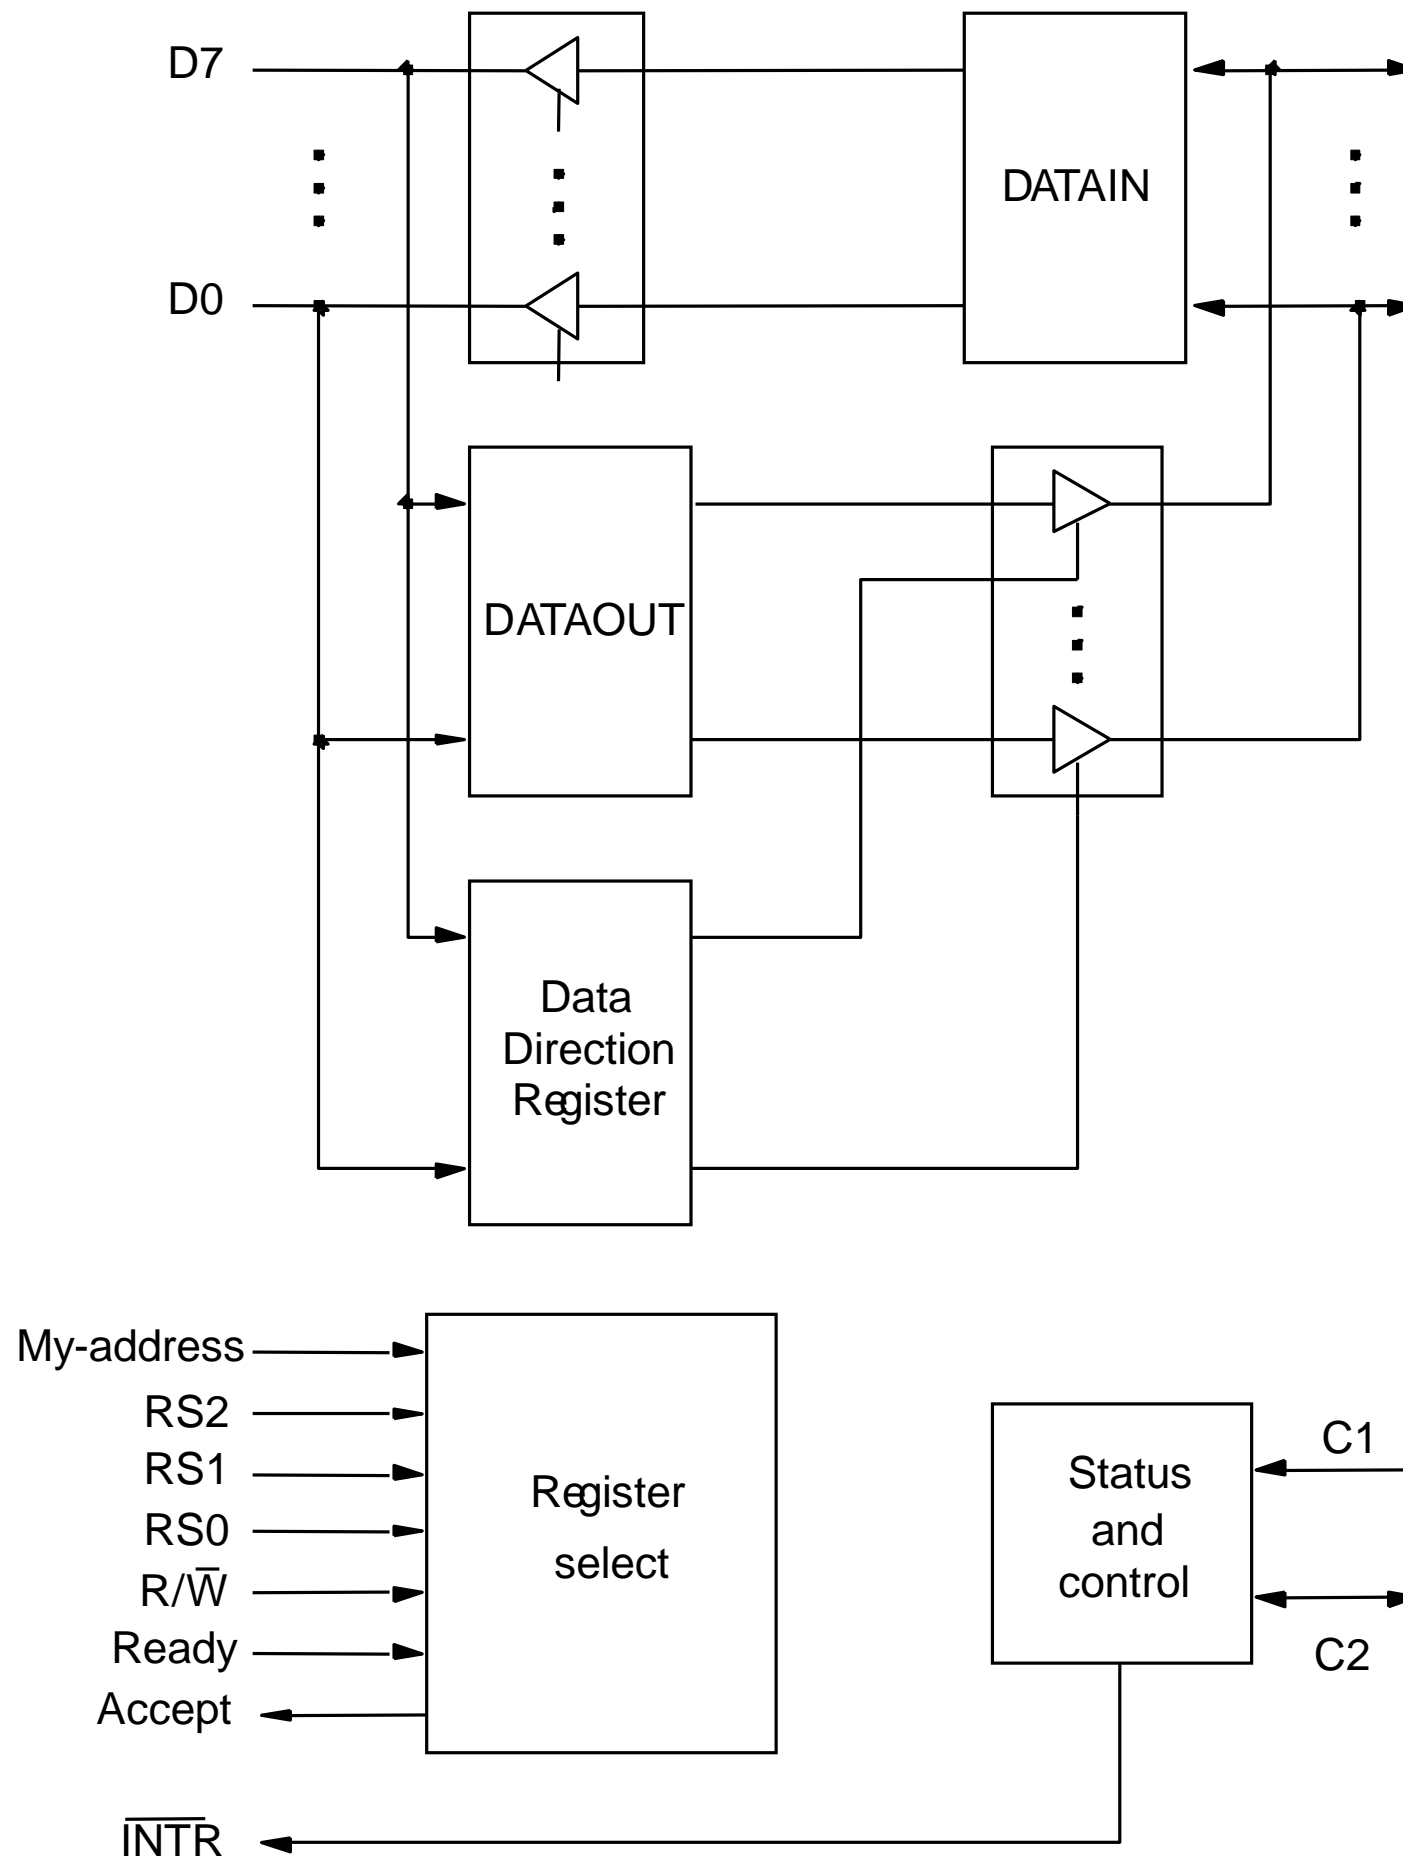 D7
DATAIN
D0
DATAOUT
Data
Direction
Register
My-address
RS2
RS1
RS0
R/W̅
Ready
Accept
Register
select
C1
Status
and
control
C2
I̅N̅T̅R̅